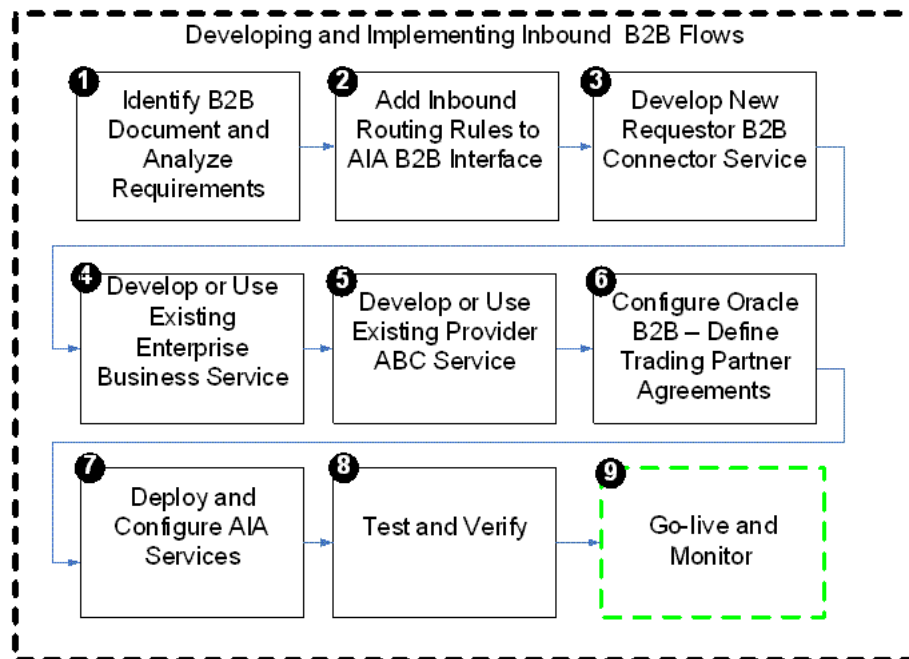 Developing and Implementing Inbound B2B Flows
1
Identify B2B
Document and
Analyze
Requirements
2
Add Inbound
Routing Rules to
AIA B2B Interface
3
Develop New
Requestor B2B
Connector Service
4
Develop or Use
Existing
Enterprise
Business Service
5
Develop or Use
Existing Provider
ABC Service
6
Configure Oracle
B2B – Define
Trading Partner
Agreements
7
Deploy and
Configure AIA
Services
8
Test and Verify
9
Go-live and
Monitor